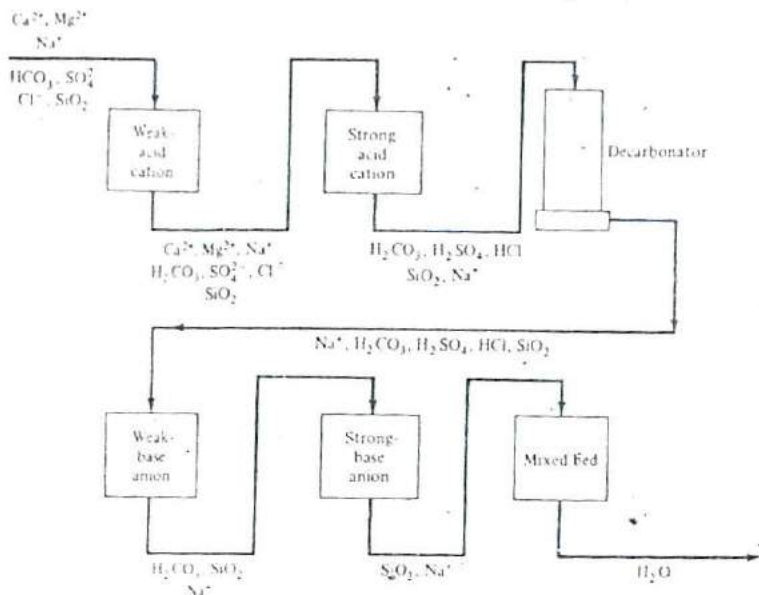 Ca²⁺, Mg²⁺
Na⁺
HCO₃, SO₄²⁻
Cl⁻, SiO₂
Weak-
acid
cation
Strong
acid
cation
Decarbonator
Ca²⁺, Mg²⁺, Na⁺
H₂CO₃, SO₄²⁻, Cl⁻
SiO₂
H₂CO₃, H₂SO₄, HCl
SiO₂, Na⁺
Na⁺, H₂CO₃, H₂SO₄, HCl, SiO₂
Weak-
base
anion
Strong-
base
anion
Mixed bed
H₂CO₃, SiO₂
Na⁺
SiO₂, Na⁺
H₂O